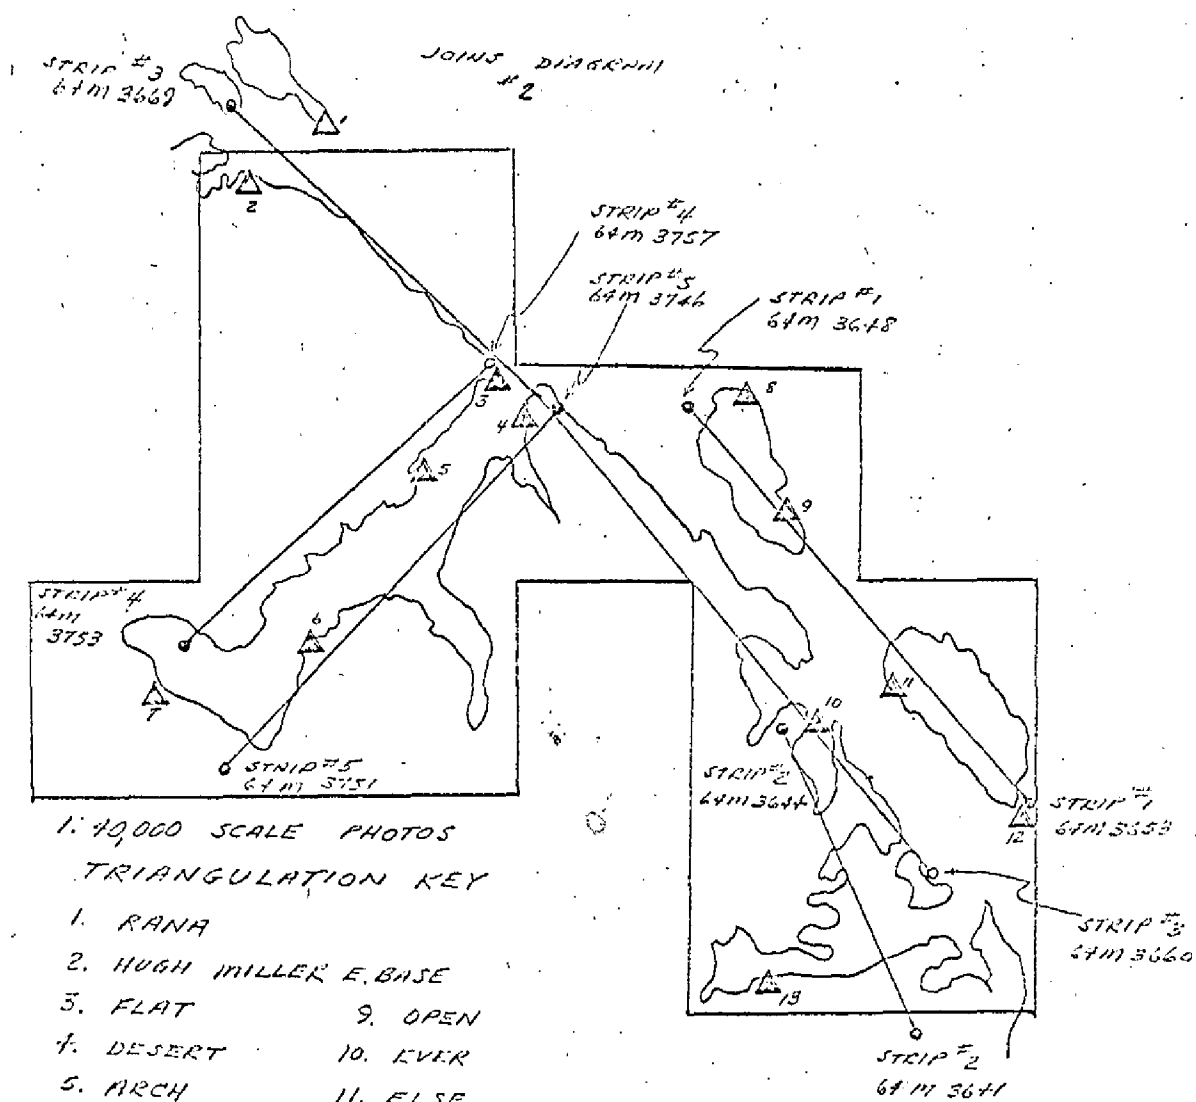 JOINS DIAGRAM
#2
STRIP #3
64M 3669
1
2
STRIP #4
64M 3757
STRIP #5
64M 3746
STRIP #1
64M 3648
3
4
5
8
9
STRIP #4
64M
3753
6
7
10
11
STRIP #2
64M 3644
STRIP #5
64M 3751
STRIP #1
64M 3653
12
1:40,000 SCALE PHOTOS
TRIANGULATION KEY
1. RANA
2. HUGH MILLER E. BASE
3. FLAT
4. DESERT
5. ARCH
9. OPEN
10. EVER
11. ELSE
STRIP #3
64M 3660
13
STRIP #2
64M 3641